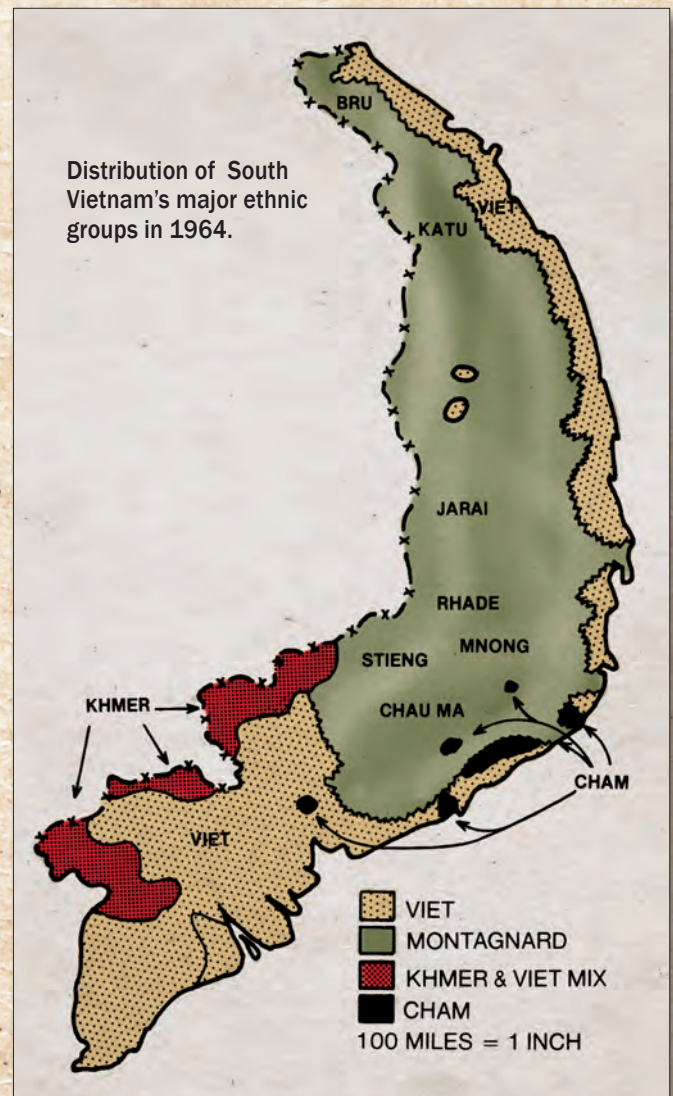 Distribution of South
Vietnam's major ethnic
groups in 1964.
BRU
VIET
KATU
JARAI
RHADE
MNONG
STIENG
CHAU MA
KHMER
CHAM
VIET
VIET
MONTAGNARD
KHMER & VIET MIX
CHAM
100 MILES = 1 INCH